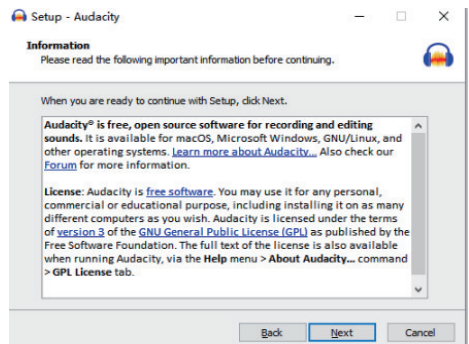 Setup - Audacity
Information
Please read the following important information before continuing.
When you are ready to continue with Setup, click Next.
Audacity® is free, open source software for recording and editing
sounds. It is available for macOS, Microsoft Windows, GNU/Linux, and
other operating systems. Learn more about Audacity... Also check our
Forum for more information.
License: Audacity is free software. You may use it for any personal,
commercial or educational purpose, including installing it on as many
different computers as you wish. Audacity is licensed under the terms
of version 3 of the GNU General Public License (GPL) as published by the
Free Software Foundation. The full text of the license is also available
when running Audacity, via the Help menu > About Audacity... command
> GPL License tab.
Back Next Cancel